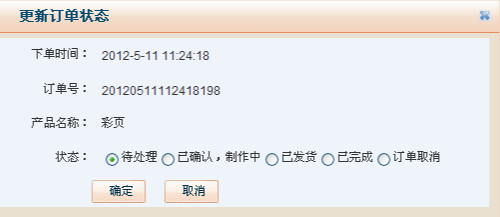 更新订单状态
下单时间： 2012-5-11 11:24:18
订单号： 20120511112418198
产品名称： 彩页
状态： 待处理 已确认，制作中 已发货 已完成 订单取消
确定 取消